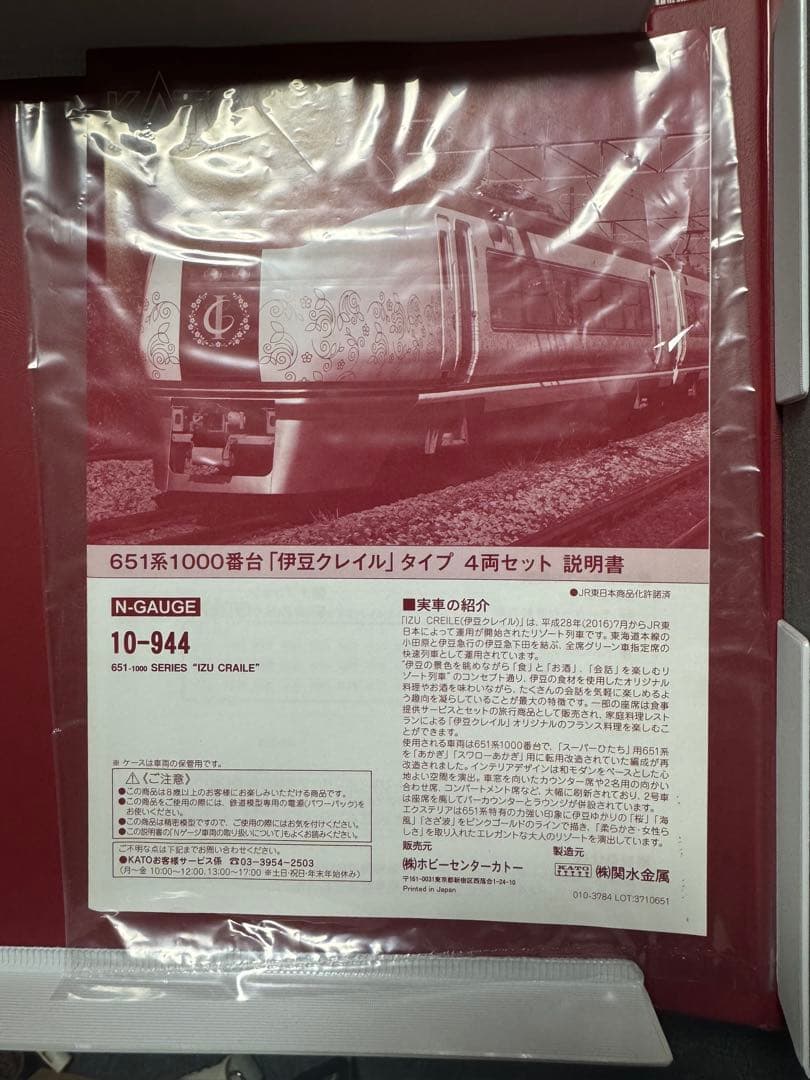 KATO
651系1000番台「伊豆クレイル」タイプ 4両セット 説明書
●JR東日本商品化許諾済
N-GAUGE
10-944
651-1000 SERIES "IZU CRAILE"
※ ケースは車両の保管用です。
⚠《ご注意》
●この商品は8歳以上のお客様にお楽しみいただける商品です。
●この商品をご使用の際には、鉄道模型専用の電源(パワーパック)を
お使いください。
●この商品は精密模型ですので、ご使用の際にはお気を付けください。
●この説明書の「Nゲージ車両の取り扱いについて」もよくお読みください。
ご不明な点は下記までお問い合わせください。
●KATOお客様サービス係 ☎03-3954-2503
(月〜金 10:00〜12:00、13:00〜17:00 ※土日・祝日・年末年始休み)
■実車の紹介
「IZU CREILE(伊豆クレイル)」は、平成28年(2016)7月からJR東
日本によって運用が開始されたリゾート列車です。東海道本線の
小田原と伊豆急行の伊豆急下田を結ぶ、全席グリーン車指定席の
快速列車として運用されています。
"伊豆の景色を眺めながら「食」と「お酒」、「会話」を楽しむリ
ゾート列車"のコンセプト通り、伊豆の食材を使用したオリジナル
料理やお酒を味わいながら、たくさんの会話を気軽に楽しめるよ
う趣向を凝らしていることが最大の特徴です。一部の座席は食事
提供サービスとセットの旅行商品として販売され、家庭料理レスト
ランによる「伊豆クレイル」オリジナルのフランス料理を楽しむこ
とができます。
使用される車両は651系1000番台で、「スーパーひたち」用651系
を「あかぎ」「スワローあかぎ」用に転用改造されていた編成が再
改造されました。インテリアデザインは和モダンをベースとした心
地よい空間を演出。車窓を向いたカウンター席や2名用の向かい
合わせ席、コンパートメント席など、大幅に刷新されており、2号車
は座席を廃してバーカウンターとラウンジが併設されています。
エクステリアは651系特有の力強い印象に伊豆ゆかりの「桜」「海
風」「さざ波」をピンクゴールドのラインで描き、「柔らかさ・女性ら
しさ」を取り入れたエレガントな大人のリゾートを演出しています。
販売元
㈱ホビーセンターカトー
〒161-0031東京都新宿区西落合1-24-10
Printed in Japan
製造元
KATO ㈱関水金属
010-3784 LOT:3710651